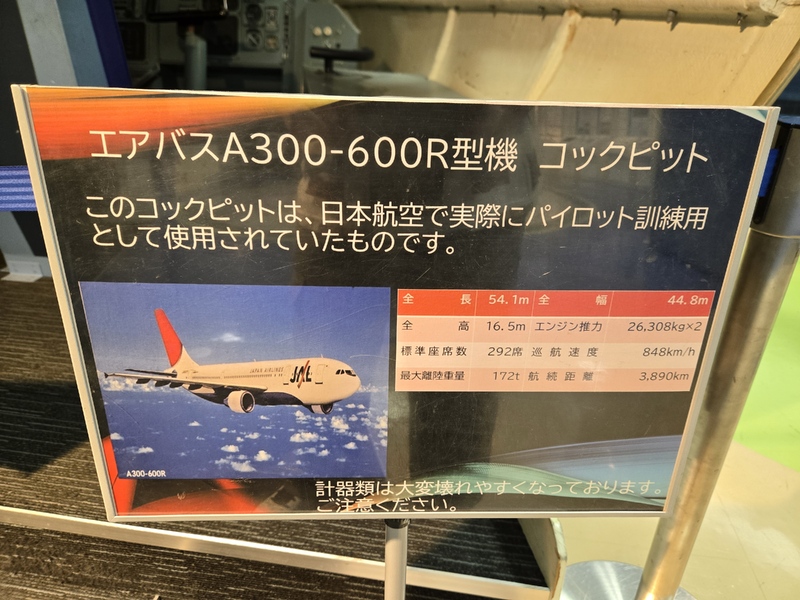 エアバスA300-600R型機 コックピット
このコックピットは、日本航空で実際にパイロット訓練用
として使用されていたものです。
全長 54.1m 全幅 44.8m
全高 16.5m エンジン推力 26,308kg×2
標準座席数 292席 巡航速度 848km/h
最大離陸重量 172t 航続距離 3,890km
JAPAN AIRLINES
JAL
A300-600R
計器類は大変壊れやすくなっております。
ご注意ください。